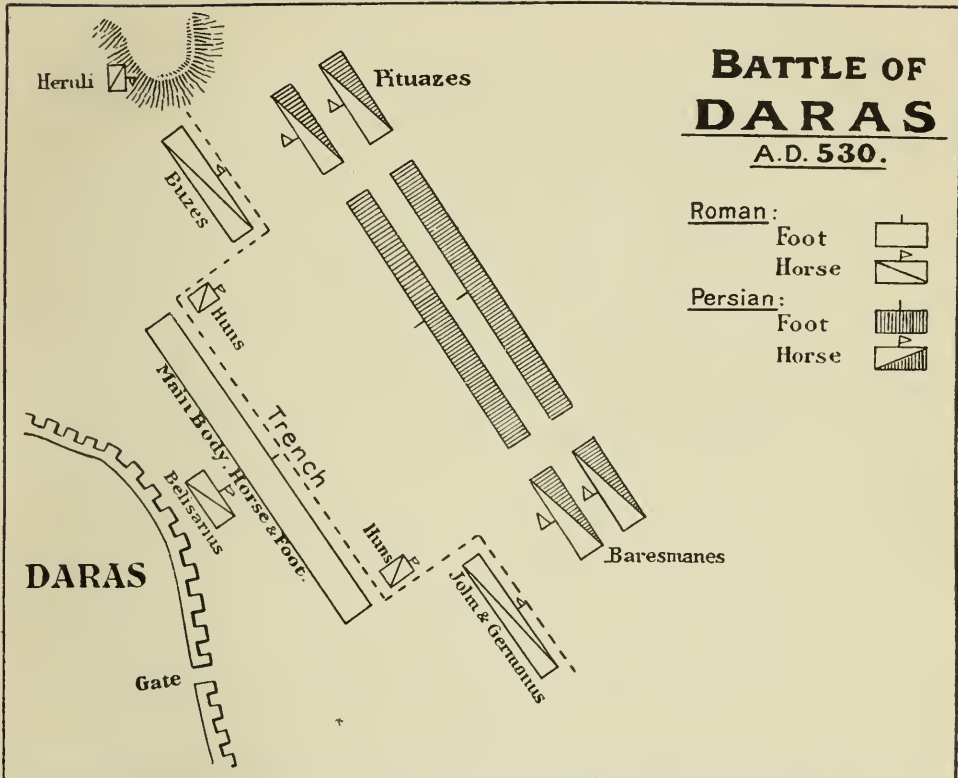 BATTLE OF
DARAS
A.D. 530.
Roman:
Foot
Horse
Persian:
Foot
Horse
Heruli
Pituazes
Buzes
Huns
Main Body. Horse & Foot.
Trench
Belisarius
Huns
John & Germanus
Baresmanes
DARAS
Gate